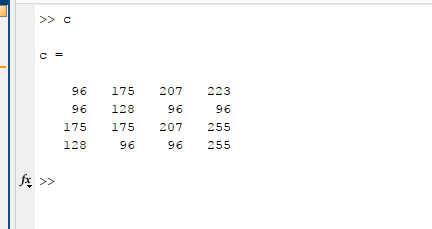 >> c
c =
96 175 207 223
96 128 96 96
175 175 207 255
128 96 96 255
fx >>